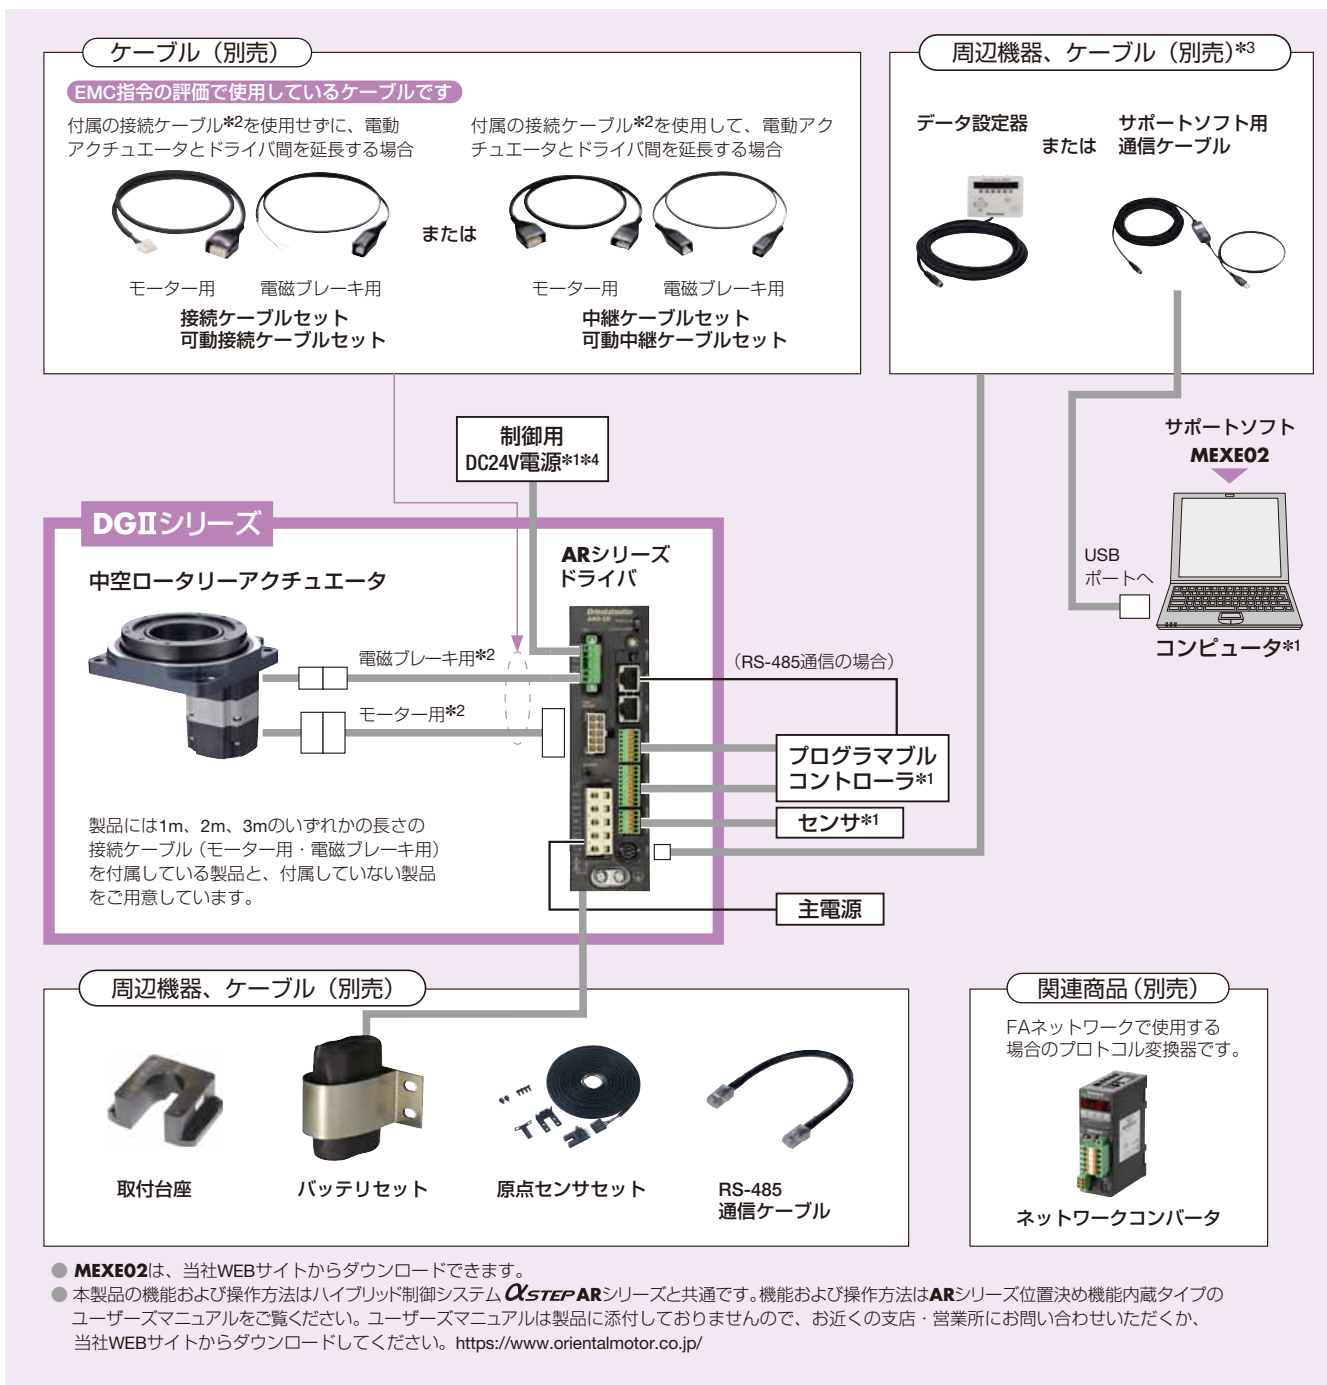 ケーブル（別売）
EMC指令の評価で使用しているケーブルです
付属の接続ケーブル✽2を使用せずに、電動
アクチュエータとドライバ間を延長する場合
付属の接続ケーブル✽2を使用して、電動アク
チュエータとドライバ間を延長する場合
または
モーター用
電磁ブレーキ用
モーター用
電磁ブレーキ用
接続ケーブルセット
可動接続ケーブルセット
中継ケーブルセット
可動中継ケーブルセット
周辺機器、ケーブル（別売）✽3
データ設定器
または
サポートソフト用
通信ケーブル
制御用
DC24V電源✽1✽4
サポートソフト
MEXE02
USB
ポートへ
コンピュータ✽1
DGⅡシリーズ
中空ロータリーアクチュエータ
ARシリーズ
ドライバ
Orientalmotor
電磁ブレーキ用✽2
モーター用✽2
（RS-485通信の場合）
プログラマブル
コントローラ✽1
センサ✽1
主電源
製品には1m、2m、3mのいずれかの長さの
接続ケーブル（モーター用・電磁ブレーキ用）
を付属している製品と、付属していない製品
をご用意しています。
周辺機器、ケーブル（別売）
取付台座
バッテリセット
原点センサセット
RS-485
通信ケーブル
関連商品（別売）
FAネットワークで使用する
場合のプロトコル変換器です。
ネットワークコンバータ
● MEXE02は、当社WEBサイトからダウンロードできます。
● 本製品の機能および操作方法はハイブリッド制御システムαSTEP ARシリーズと共通です。機能および操作方法はARシリーズ位置決め機能内蔵タイプの
ユーザーズマニュアルをご覧ください。ユーザーズマニュアルは製品に添付しておりませんので、お近くの支店・営業所にお問い合わせいただくか、
当社WEBサイトからダウンロードしてください。https://www.orientalmotor.co.jp/